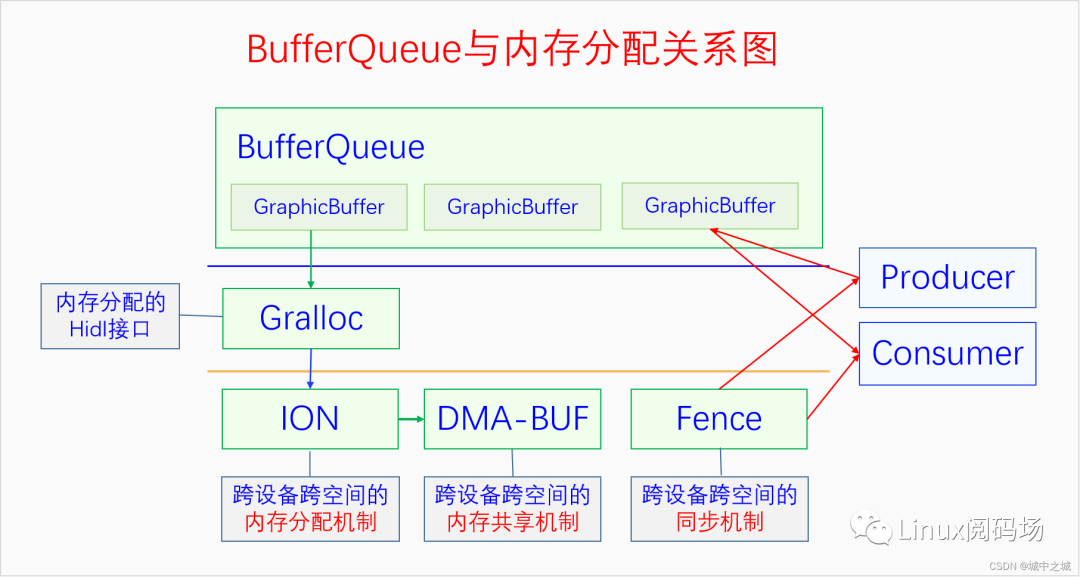 BufferQueue与内存分配关系图
BufferQueue
GraphicBuffer
GraphicBuffer
GraphicBuffer
Producer
内存分配的
Hidl接口
Gralloc
Consumer
ION
DMA-BUF
Fence
跨设备跨空间的
内存分配机制
跨设备跨空间的
内存共享机制
跨设备跨空间的
同步机制
Linux阅码场
CSDN @城中之城